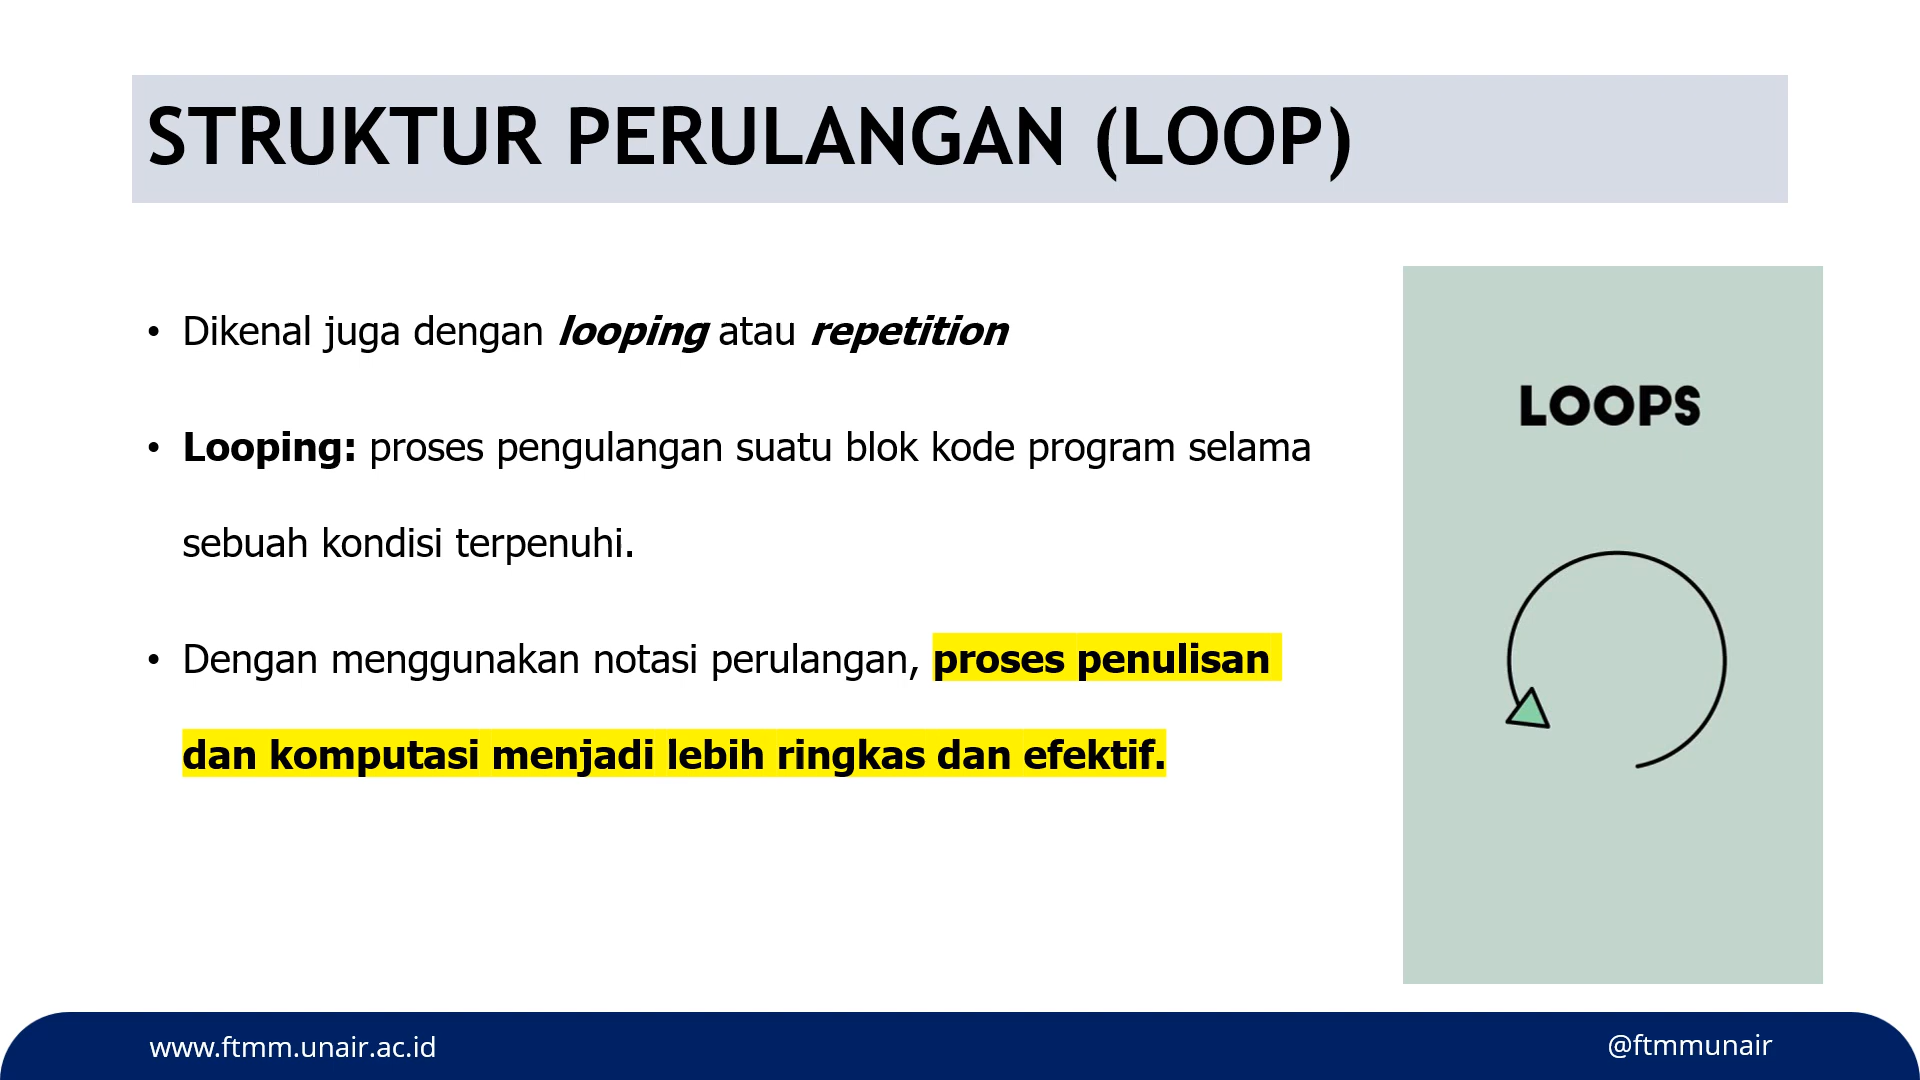 STRUKTUR PERULANGAN (LOOP)
• Dikenal juga dengan looping atau repetition
• Looping: proses pengulangan suatu blok kode program selama
sebuah kondisi terpenuhi.
• Dengan menggunakan notasi perulangan, proses penulisan
dan komputasi menjadi lebih ringkas dan efektif.
LOOPS
www.ftmm.unair.ac.id
@ftmmunair